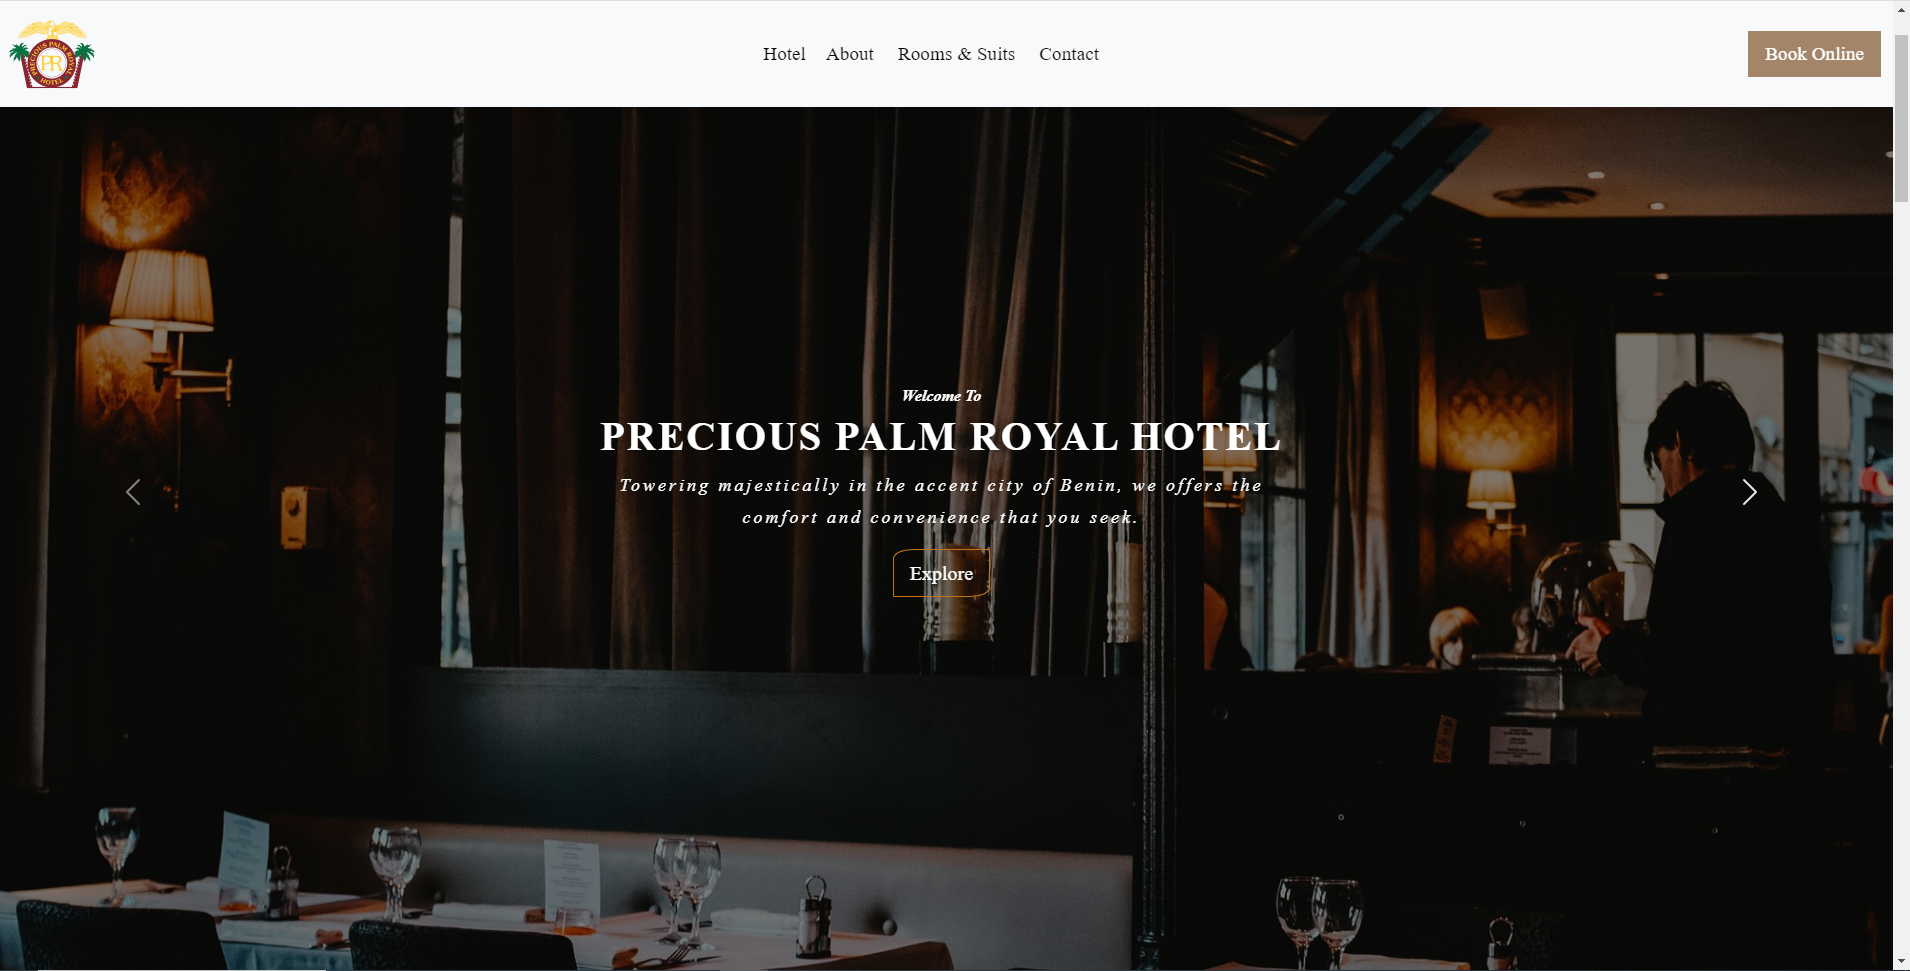 PRECIOUS PALM ROYAL
PR
HOTEL
Hotel About Rooms & Suits Contact
Book Online
Welcome To
PRECIOUS PALM ROYAL HOTEL
Towering majestically in the accent city of Benin, we offers the
comfort and convenience that you seek.
Explore